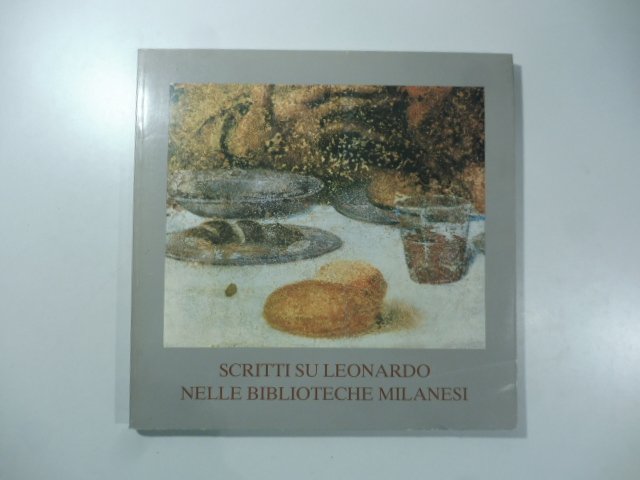 SCRITTI SU LEONARDO
NELLE BIBLIOTECHE MILANESI